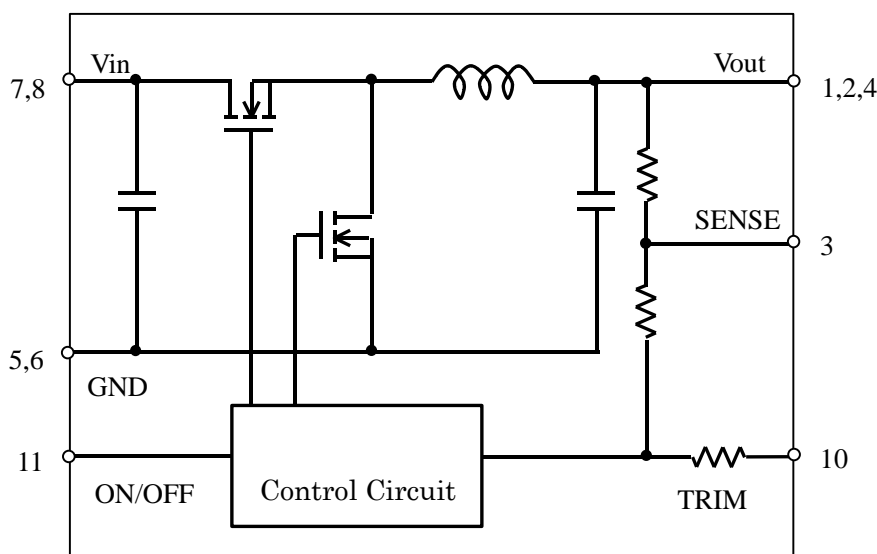 Vin
Vout
7,8
1,2,4
SENSE
3
5,6
GND
11
10
ON/OFF
Control Circuit
TRIM